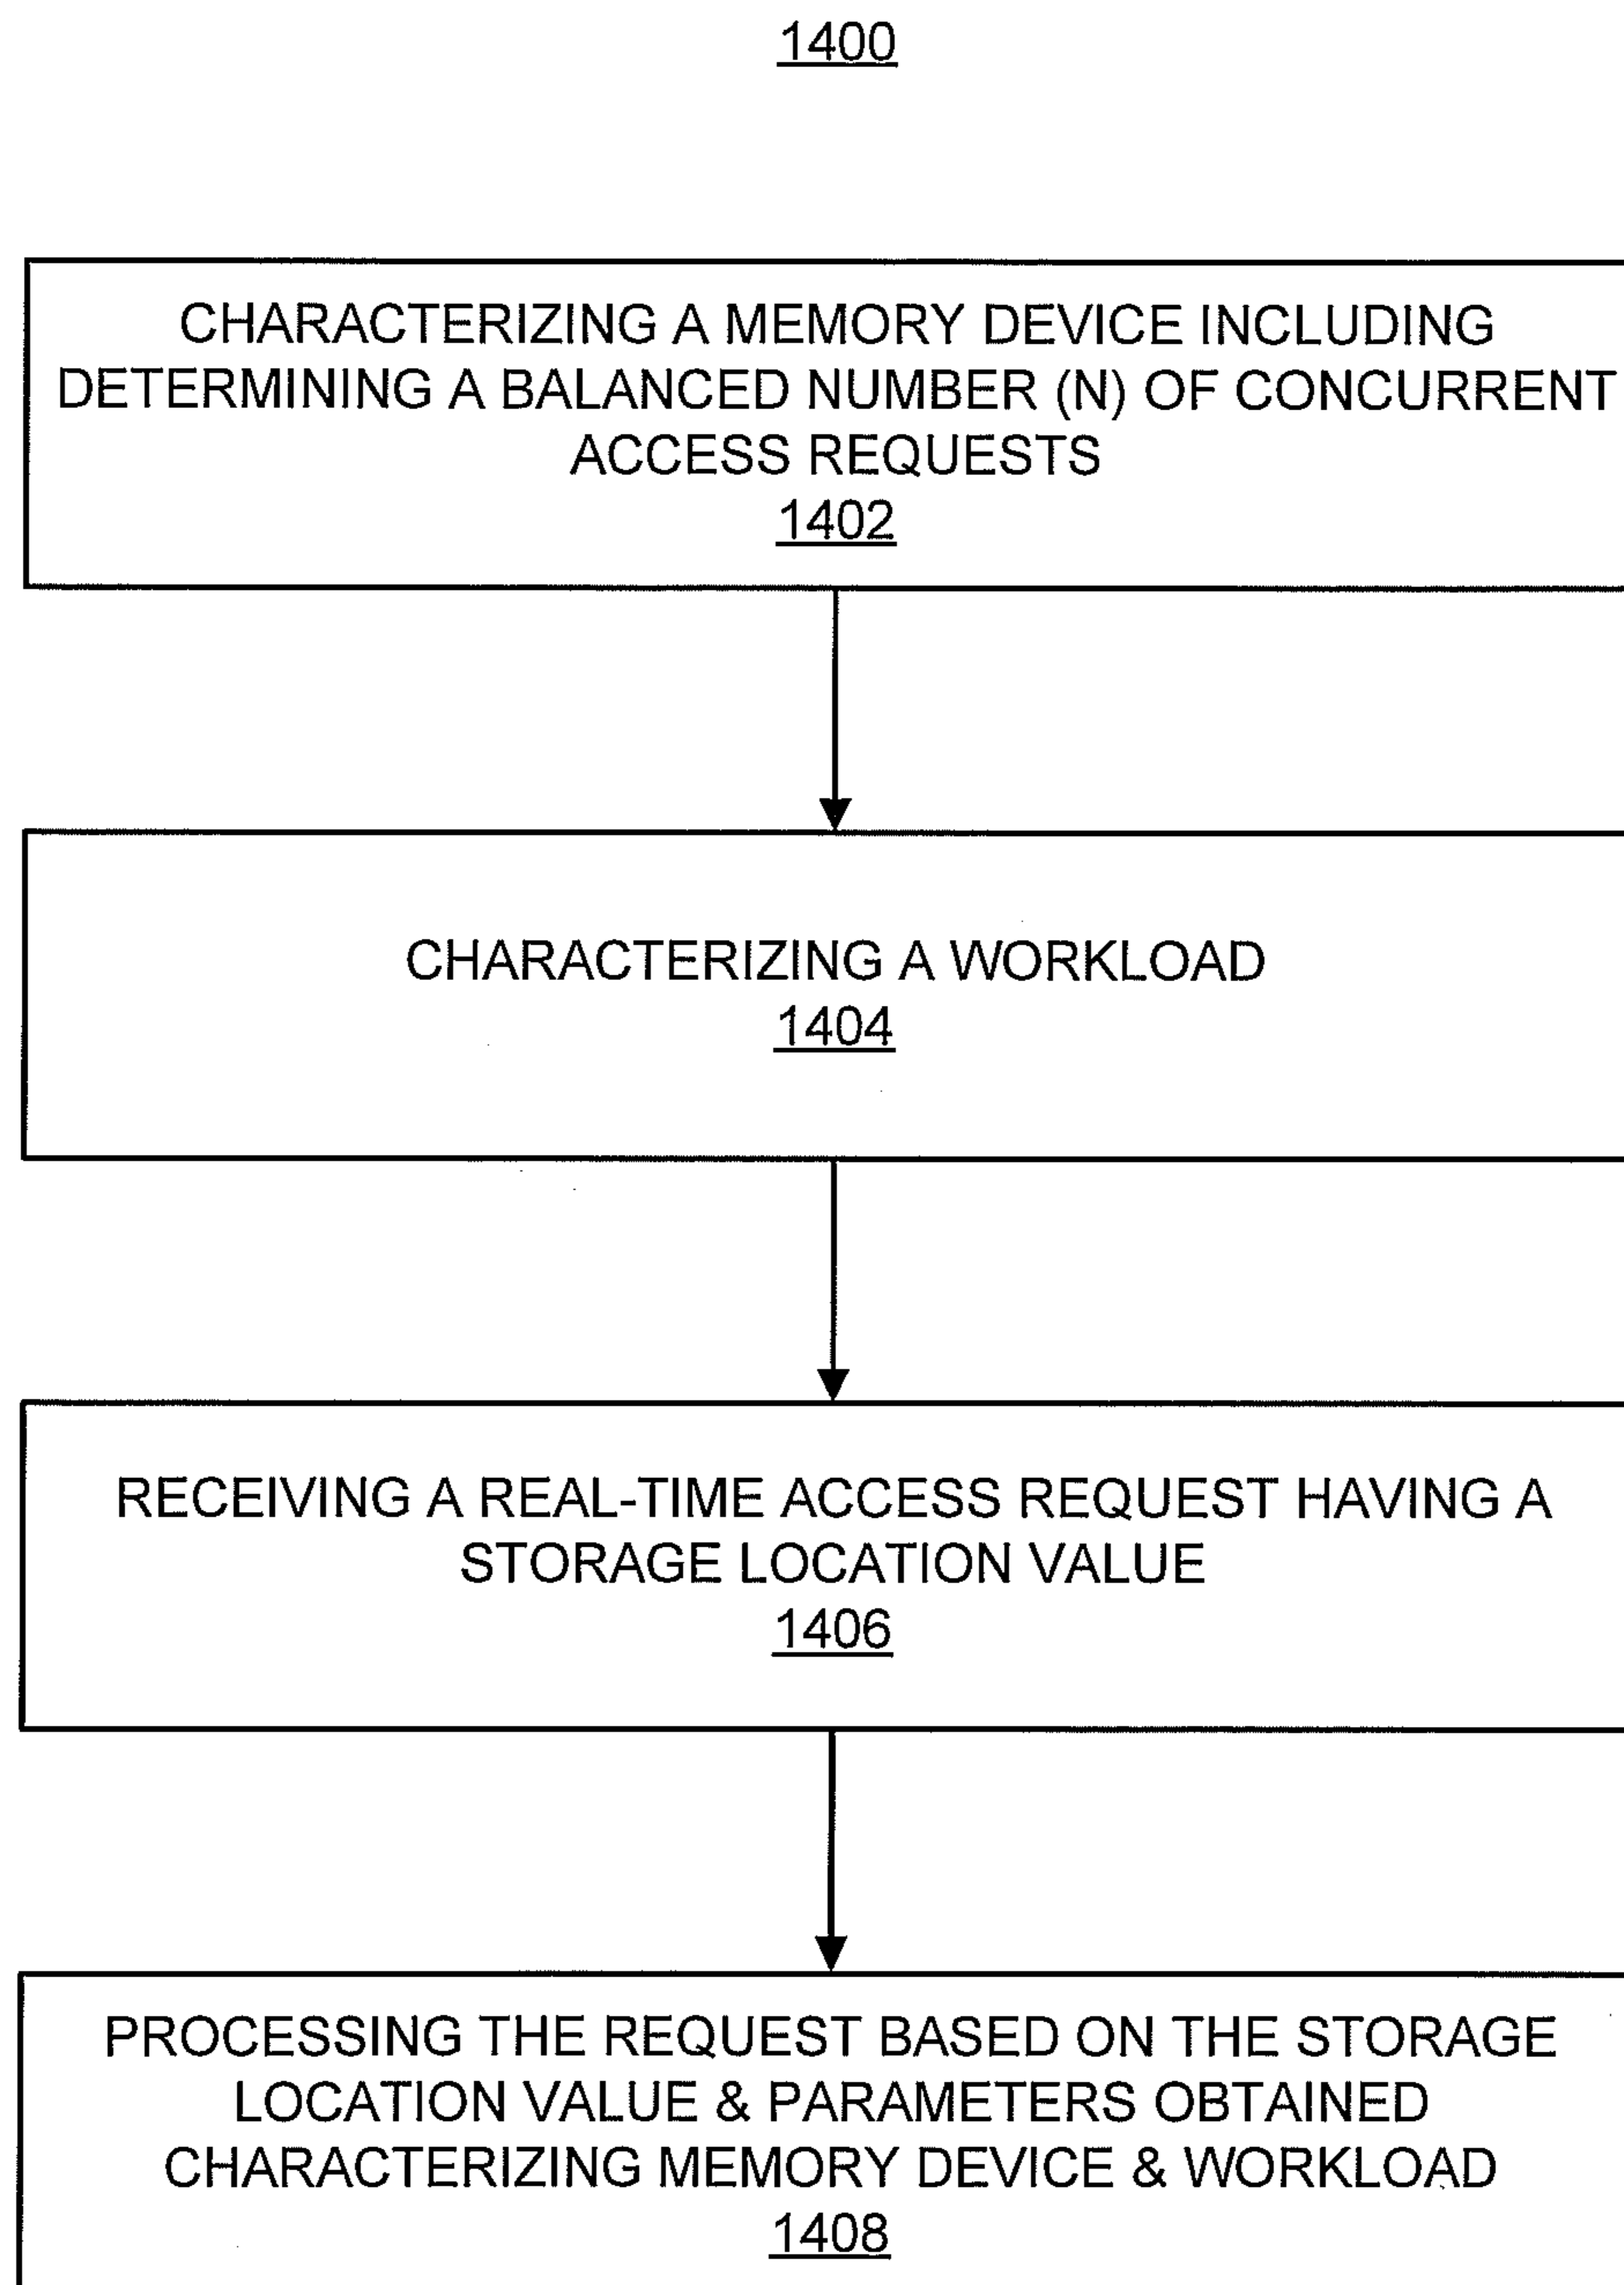 1400
CHARACTERIZING A MEMORY DEVICE INCLUDING
DETERMINING A BALANCED NUMBER (N) OF CONCURRENT
ACCESS REQUESTS
1402
CHARACTERIZING A WORKLOAD
1404
RECEIVING A REAL-TIME ACCESS REQUEST HAVING A
STORAGE LOCATION VALUE
1406
PROCESSING THE REQUEST BASED ON THE STORAGE
LOCATION VALUE & PARAMETERS OBTAINED
CHARACTERIZING MEMORY DEVICE & WORKLOAD
1408